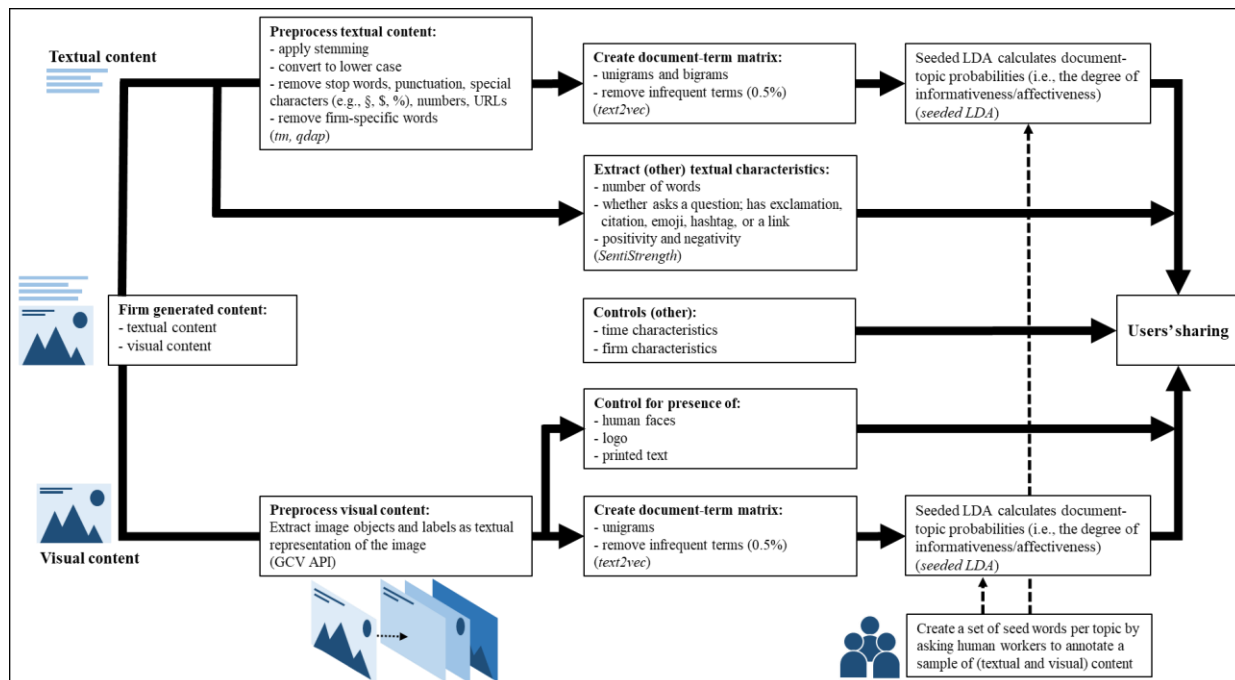 Textual content
Preprocess textual content:
- apply stemming
- convert to lower case
- remove stop words, punctuation, special
characters (e.g., §, $, %), numbers, URLs
- remove firm-specific words
(tm, qdap)
Create document-term matrix:
- unigrams and bigrams
- remove infrequent terms (0.5%)
(text2vec)
Seeded LDA calculates document-
topic probabilities (i.e., the degree of
informativeness/affectiveness)
(seeded LDA)
Extract (other) textual characteristics:
- number of words
- whether asks a question; has exclamation,
citation, emoji, hashtag, or a link
- positivity and negativity
(SentiStrength)
Firm generated content:
- textual content
- visual content
Controls (other):
- time characteristics
- firm characteristics
Users' sharing
Control for presence of:
- human faces
- logo
- printed text
Visual content
Preprocess visual content:
Extract image objects and labels as textual
representation of the image
(GCV API)
Create document-term matrix:
- unigrams
- remove infrequent terms (0.5%)
(text2vec)
Seeded LDA calculates document-
topic probabilities (i.e., the degree of
informativeness/affectiveness)
(seeded LDA)
Create a set of seed words per topic by
asking human workers to annotate a
sample of (textual and visual) content